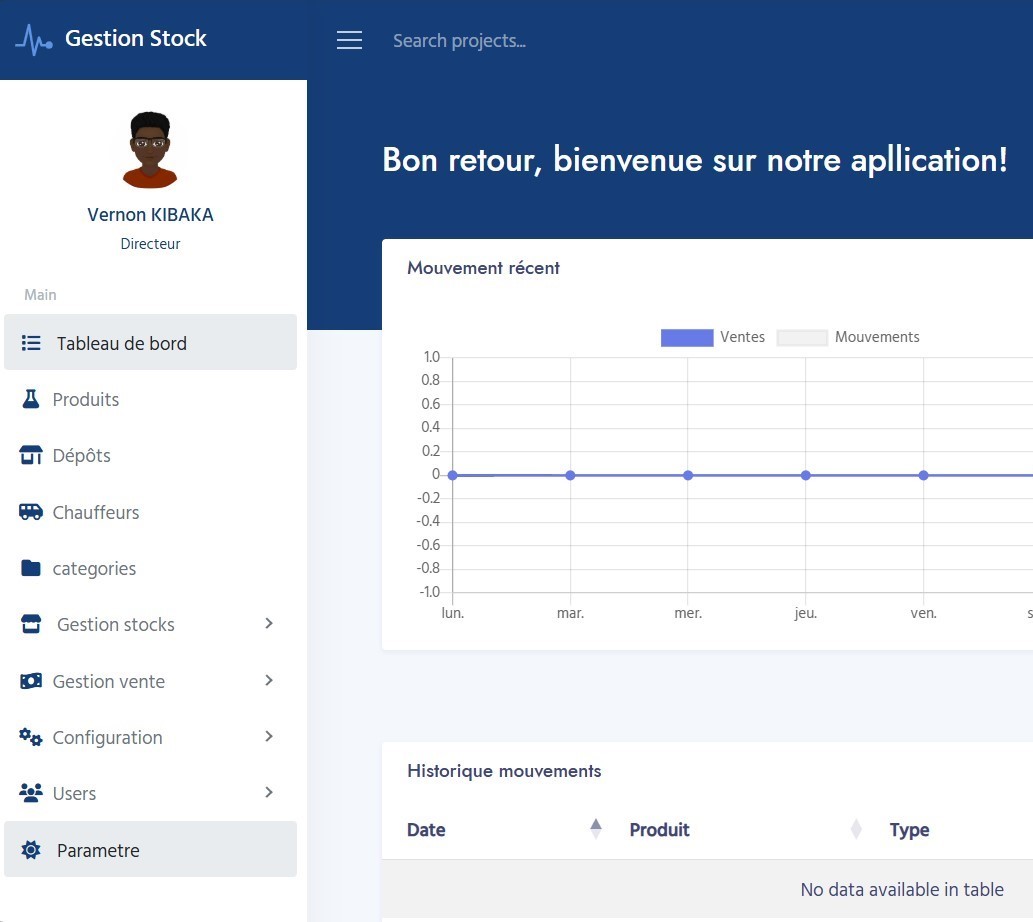 Gestion Stock
Search projects...
Bon retour, bienvenue sur notre apllication!
Vernon KIBAKA
Directeur
Main
Tableau de bord
Produits
Dépôts
Chauffeurs
categories
Gestion stocks
Gestion vente
Configuration
Users
Parametre
Mouvement récent
Ventes Mouvements
1.0
0.8
0.6
0.4
0.2
0
-0.2
-0.4
-0.6
-0.8
-1.0
lun. mar. mer. jeu. ven. s
Historique mouvements
Date Produit Type
No data available in table